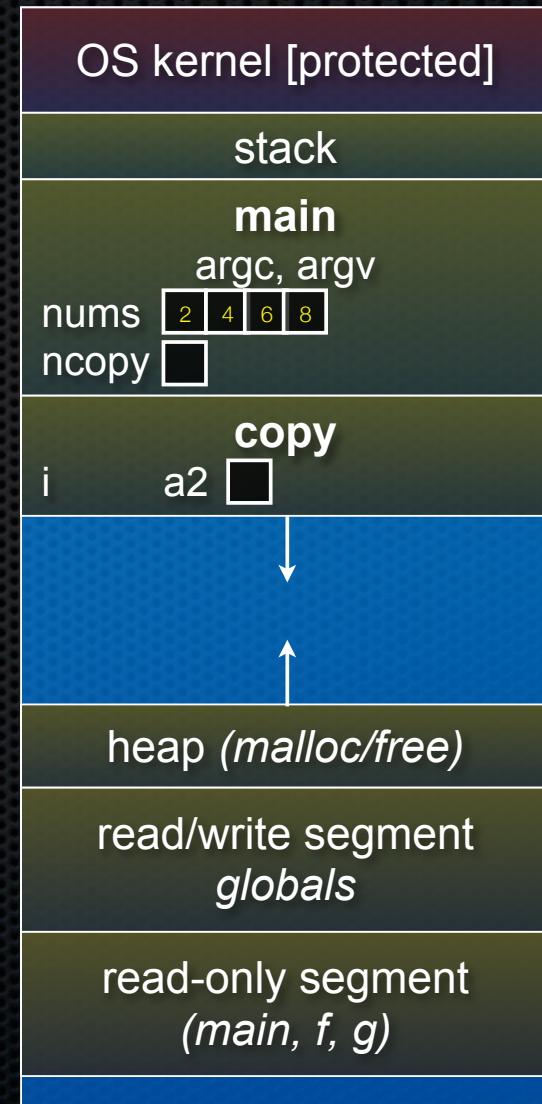 OS kernel [protected]
stack
main
argc, argv
nums 2 4 6 8
ncopy
copy
i a2
heap (malloc/free)
read/write segment
globals
read-only segment
(main, f, g)